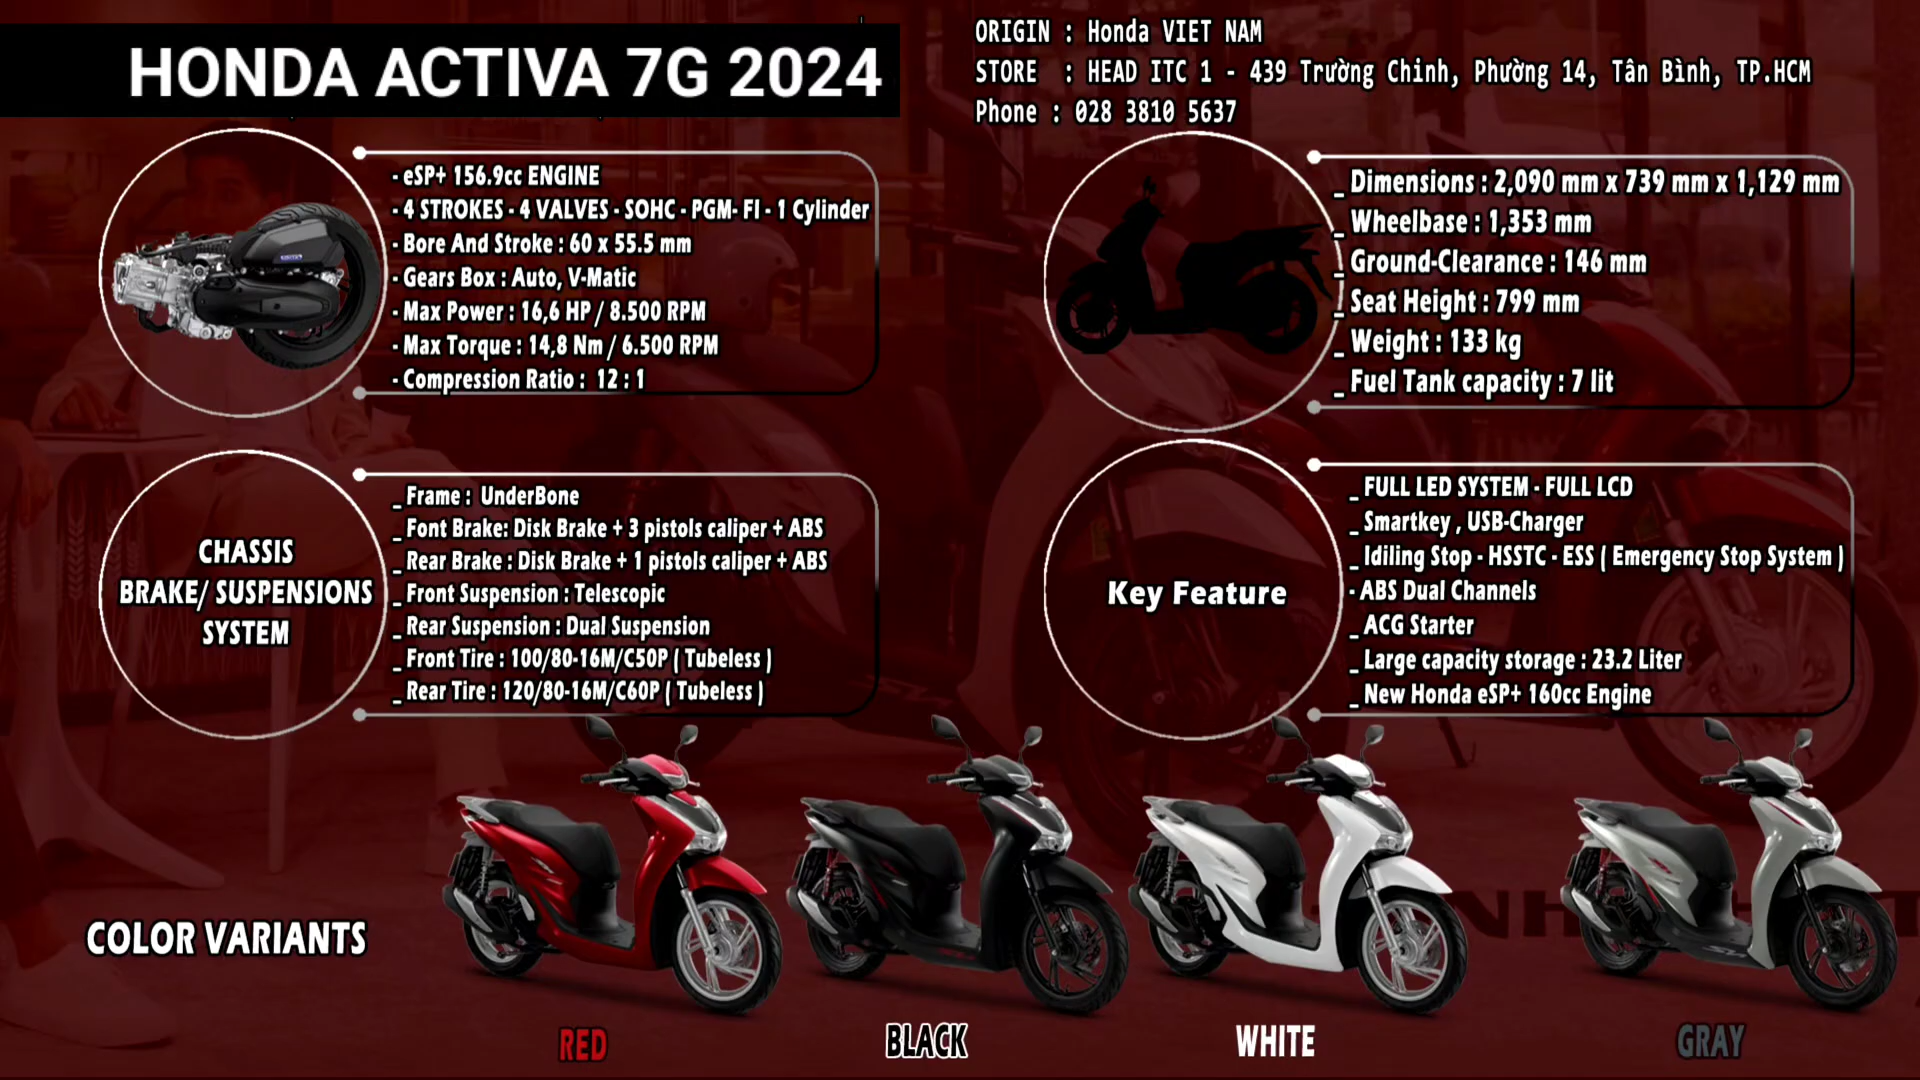 HONDA ACTIVA 7G 2024
ORIGIN : Honda VIET NAM
STORE : HEAD ITC 1 - 439 Trường Chinh, Phường 14, Tân Bình, TP.HCM
Phone : 028 3810 5637
- eSP+ 156.9cc ENGINE
- 4 STROKES - 4 VALVES - SOHC - PGM- FI - 1 Cylinder
- Bore And Stroke : 60 x 55.5 mm
- Gears Box : Auto, V-Matic
- Max Power : 16,6 HP / 8.500 RPM
- Max Torque : 14,8 Nm / 6.500 RPM
- Compression Ratio : 12 : 1
_ Dimensions : 2,090 mm x 739 mm x 1,129 mm
_ Wheelbase : 1,353 mm
_ Ground-Clearance : 146 mm
_ Seat Height : 799 mm
_ Weight : 133 kg
_ Fuel Tank capacity : 7 lit
CHASSIS
BRAKE/ SUSPENSIONS
SYSTEM
_ Frame : UnderBone
_ Font Brake: Disk Brake + 3 pistols caliper + ABS
_ Rear Brake : Disk Brake + 1 pistols caliper + ABS
_ Front Suspension : Telescopic
_ Rear Suspension : Dual Suspension
_ Front Tire : 100/80-16M/C50P ( Tubeless )
_ Rear Tire : 120/80-16M/C60P ( Tubeless )
Key Feature
_ FULL LED SYSTEM - FULL LCD
_ Smartkey , USB-Charger
_ Idiling Stop - HSSTC - ESS ( Emergency Stop System )
- ABS Dual Channels
_ ACG Starter
_ Large capacity storage : 23.2 Liter
_ New Honda eSP+ 160cc Engine
COLOR VARIANTS
RED
BLACK
WHITE
GRAY